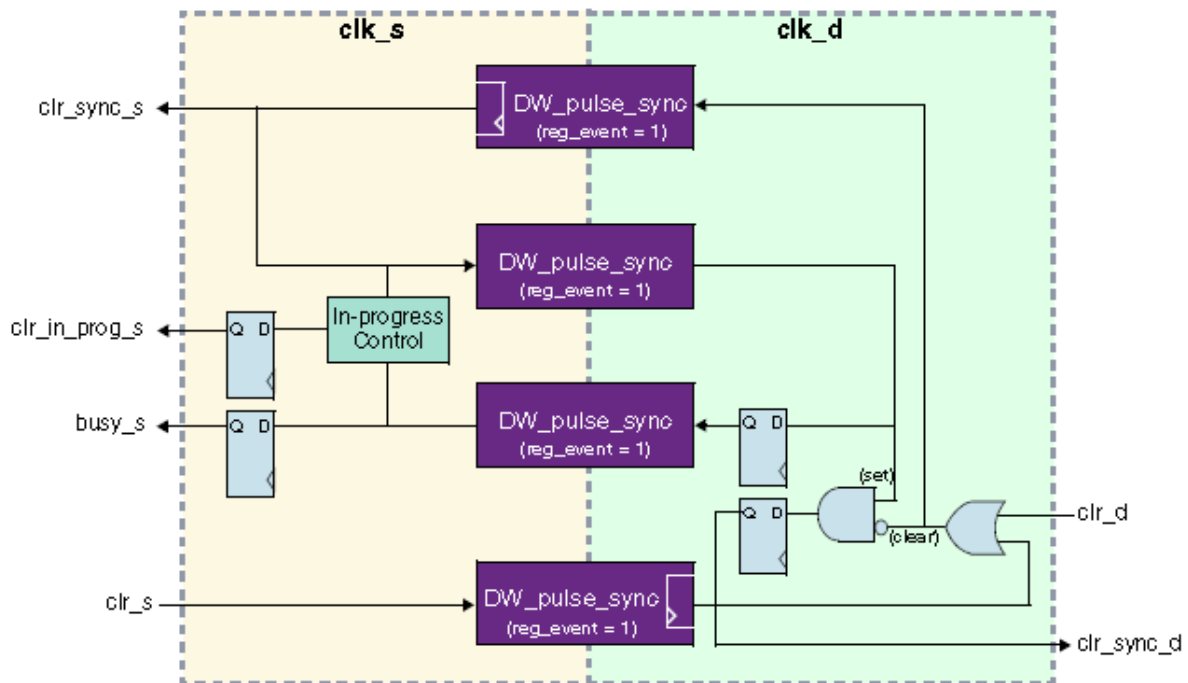 clk_s
clk_d
clr_sync_s
DW_pulse_sync
(reg_event = 1)
DW_pulse_sync
(reg_event = 1)
clr_in_prog_s
Q D
In-progress
Control
busy_s
Q D
DW_pulse_sync
(reg_event = 1)
Q D
(set)
Q D
(clear)
clr_d
clr_s
DW_pulse_sync
(reg_event = 1)
clr_sync_d